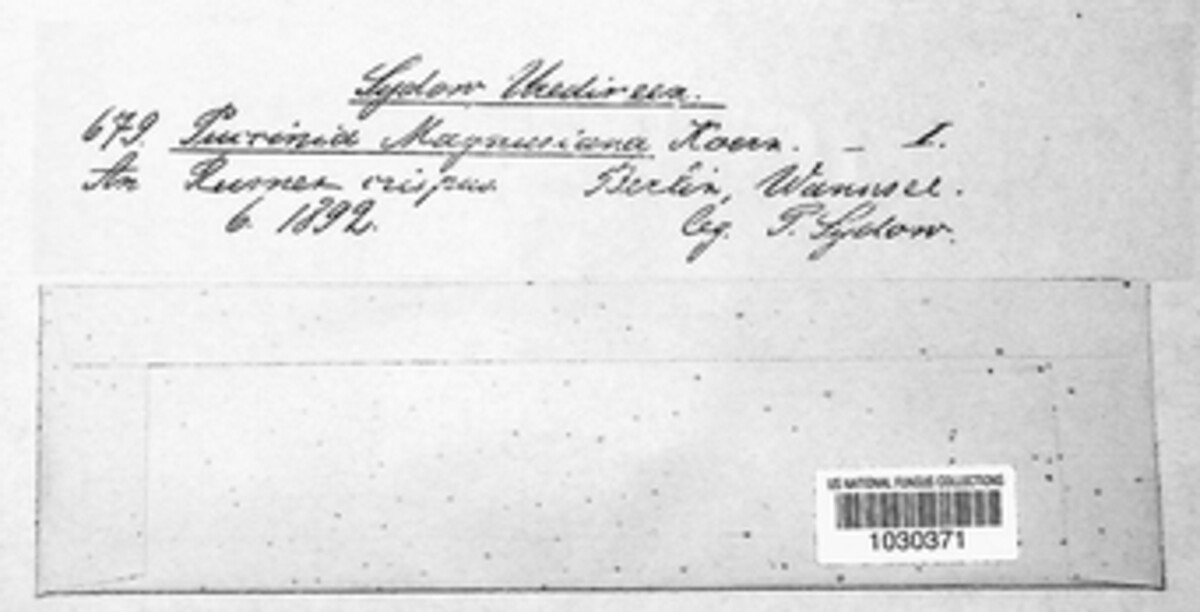 Sydow Uredineen.
679. Puccinia Magnusiana Koern. – I.
An Rumex crispus Berlin, Wannsee.
6. 1892. leg. P. Sydow.
US NATIONAL FUNGUS COLLECTIONS
1030371